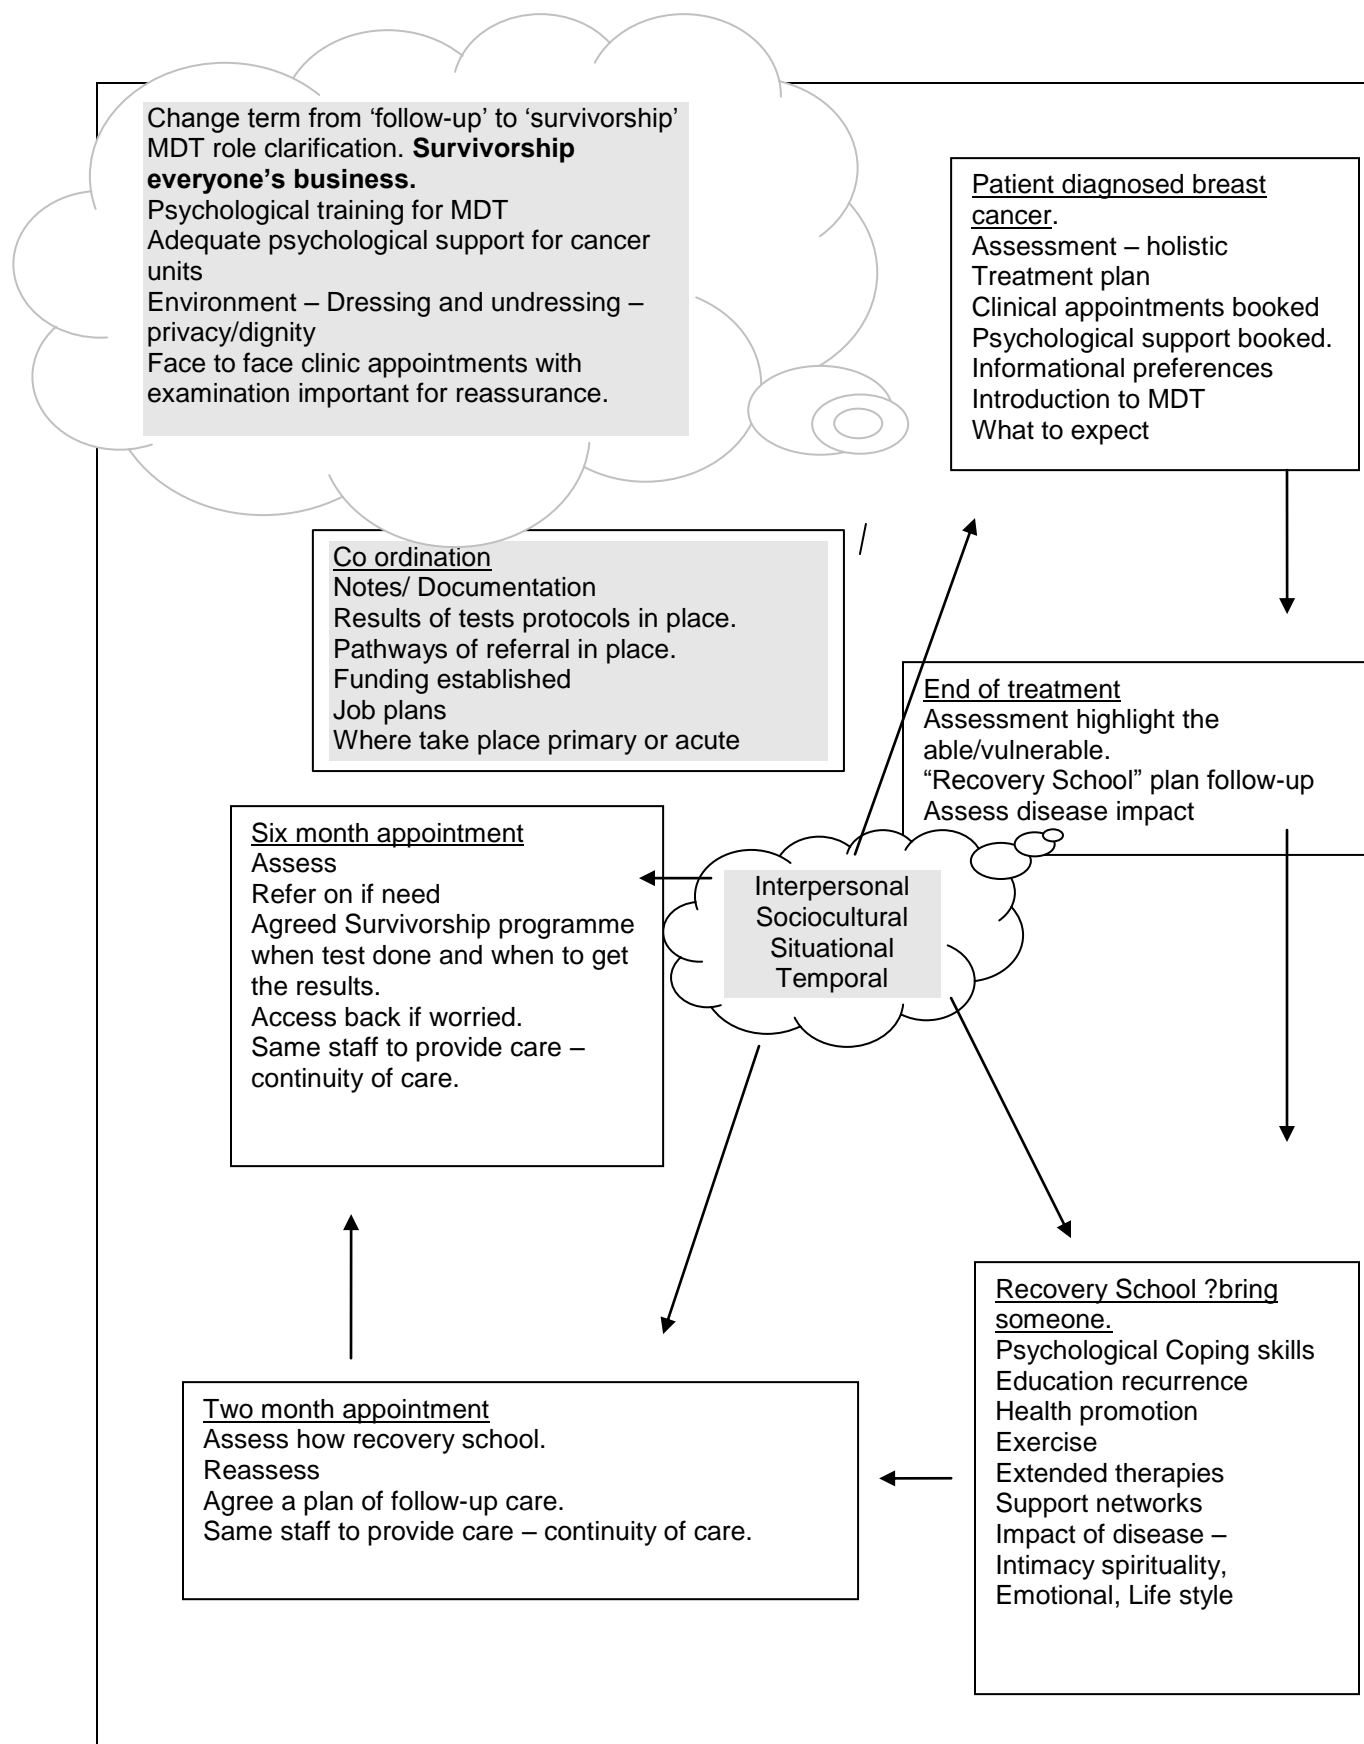 Change term from ‘follow-up’ to ‘survivorship’
MDT role clarification. Survivorship
everyone’s business.
Psychological training for MDT
Adequate psychological support for cancer
units
Environment – Dressing and undressing –
privacy/dignity
Face to face clinic appointments with
examination important for reassurance.
Patient diagnosed breast
cancer.
Assessment – holistic
Treatment plan
Clinical appointments booked
Psychological support booked.
Informational preferences
Introduction to MDT
What to expect
Co ordination
Notes/ Documentation
Results of tests protocols in place.
Pathways of referral in place.
Funding established
Job plans
Where take place primary or acute
End of treatment
Assessment highlight the
able/vulnerable.
“Recovery School” plan follow-up
Assess disease impact
Six month appointment
Assess
Refer on if need
Agreed Survivorship programme
when test done and when to get
the results.
Access back if worried.
Same staff to provide care –
continuity of care.
Interpersonal
Sociocultural
Situational
Temporal
Recovery School ?bring
someone.
Psychological Coping skills
Education recurrence
Health promotion
Exercise
Extended therapies
Support networks
Impact of disease –
Intimacy spirituality,
Emotional, Life style
Two month appointment
Assess how recovery school.
Reassess
Agree a plan of follow-up care.
Same staff to provide care – continuity of care.